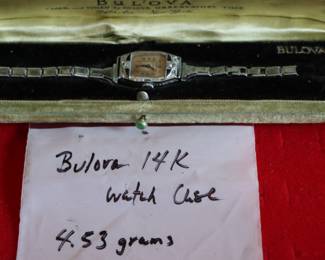 BULOVA
BULOVA
Bulova 14K
watch Case
4.53 grams